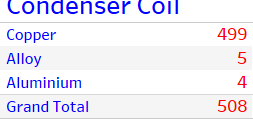 Condenser Coil
Copper 499
Alloy 5
Aluminium 4
Grand Total 508